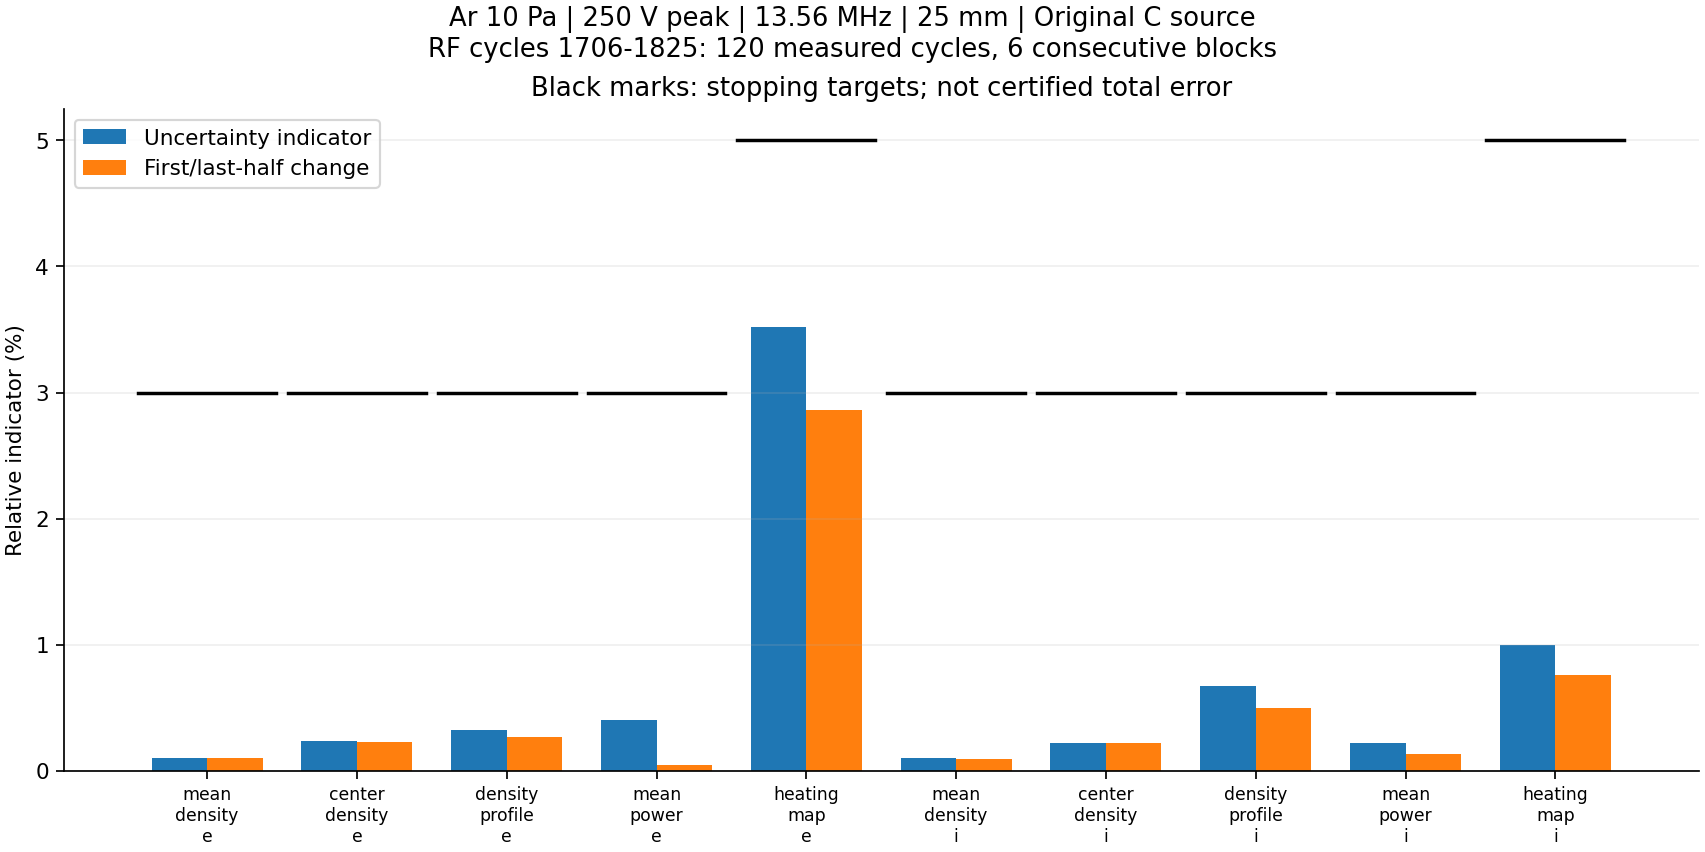 Ar 10 Pa | 250 V peak | 13.56 MHz | 25 mm | Original C source
RF cycles 1706-1825: 120 measured cycles, 6 consecutive blocks
Black marks: stopping targets; not certified total error
Uncertainty indicator
First/last-half change
Relative indicator (%)
5
4
3
2
1
0
mean
density
e
center
density
e
density
profile
e
mean
power
e
heating
map
e
mean
density
i
center
density
i
density
profile
i
mean
power
i
heating
map
i